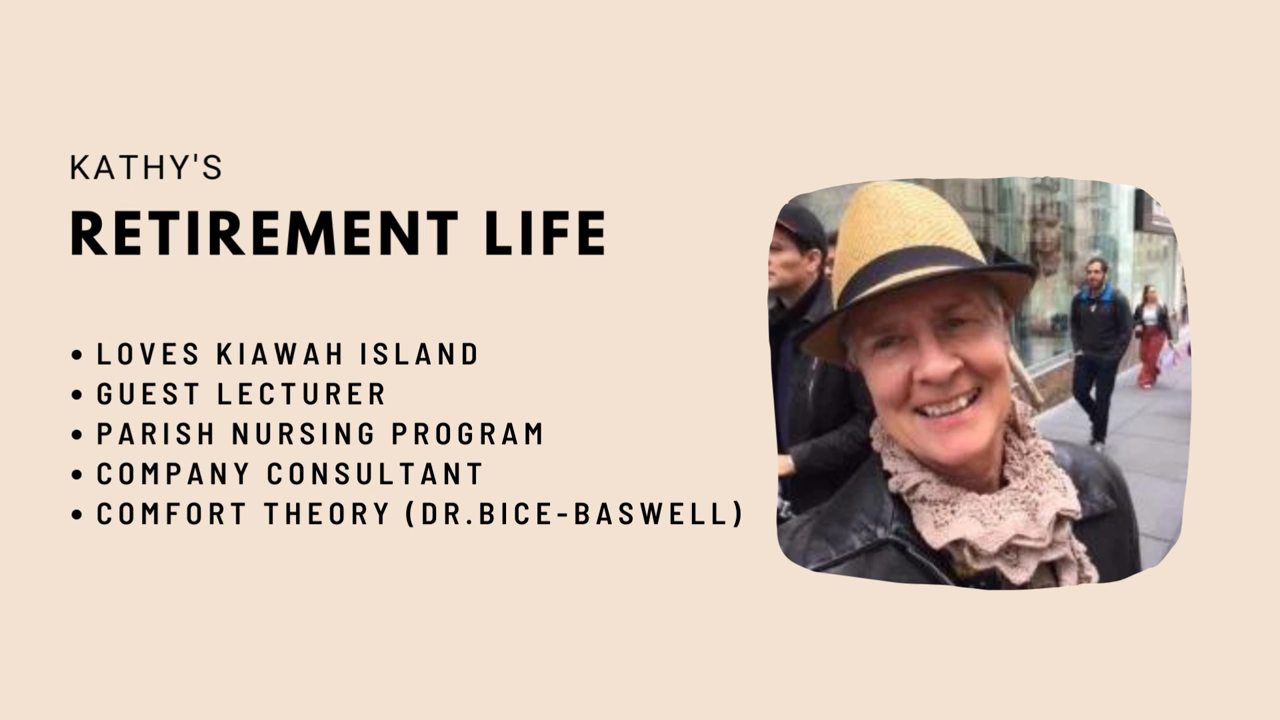 KATHY'S
RETIREMENT LIFE
• LOVES KIAWAH ISLAND
• GUEST LECTURER
• PARISH NURSING PROGRAM
• COMPANY CONSULTANT
• COMFORT THEORY (DR.BICE-BASWELL)